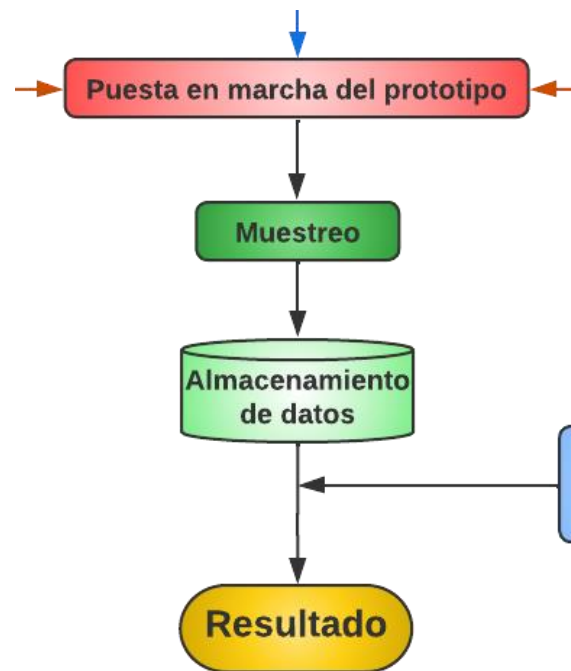 Puesta en marcha del prototipo
Muestreo
Almacenamiento
de datos
Resultado